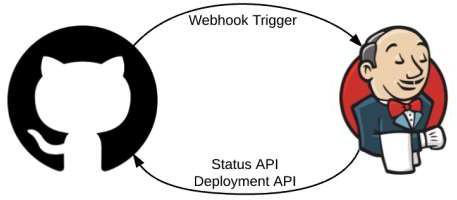 Webhook Trigger
Status API
Deployment API